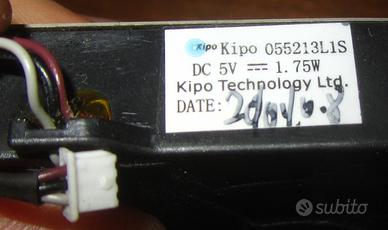 Kipo Kipo 055213L1S
DC 5V ⎓ 1.75W
Kipo Technology Ltd.
DATE:
subito